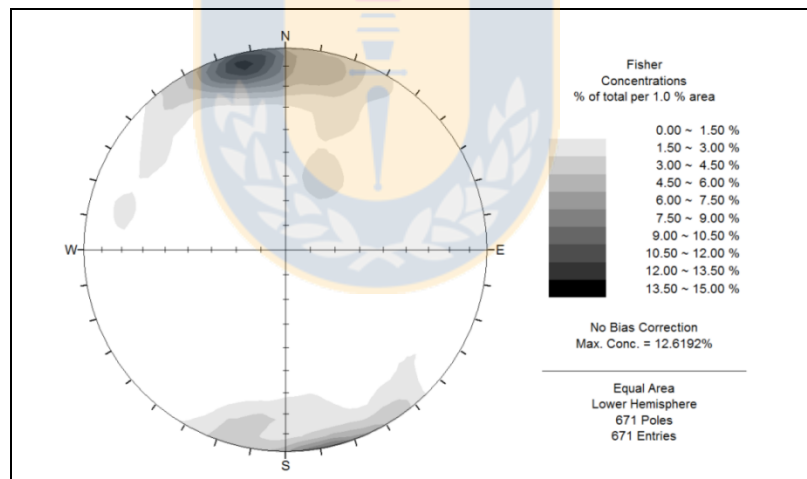 N
W
E
S
Fisher
Concentrations
% of total per 1.0 % area
0.00 ~ 1.50 %
1.50 ~ 3.00 %
3.00 ~ 4.50 %
4.50 ~ 6.00 %
6.00 ~ 7.50 %
7.50 ~ 9.00 %
9.00 ~ 10.50 %
10.50 ~ 12.00 %
12.00 ~ 13.50 %
13.50 ~ 15.00 %
No Bias Correction
Max. Conc. = 12.6192%
Equal Area
Lower Hemisphere
671 Poles
671 Entries